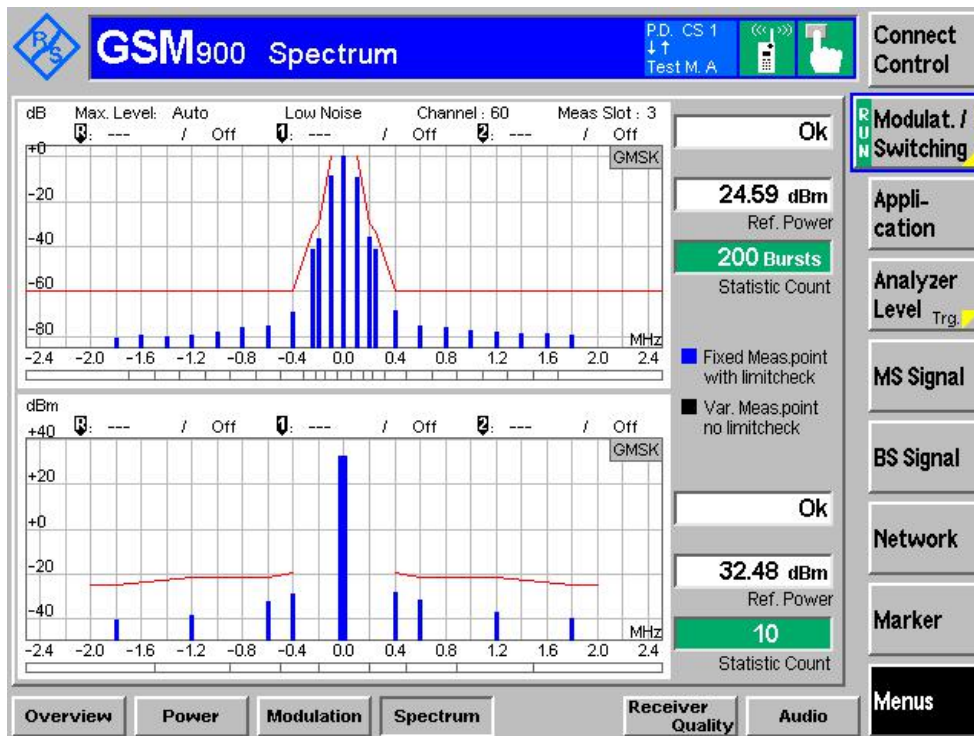 R/S
GSM900 Spectrum
P.D. CS 1
Test M. A
Connect
Control
RUN
Modulat. /
Switching
Appli-
cation
Analyzer
Level Trg.
MS Signal
BS Signal
Network
Marker
Menus
dB Max. Level: Auto Low Noise Channel : 60 Meas Slot : 3
R: --- / Off 1: --- / Off 2: --- / Off
GMSK
+0
-20
-40
-60
-80
MHz
-2.4 -2.0 -1.6 -1.2 -0.8 -0.4 0.0 0.4 0.8 1.2 1.6 2.0 2.4
Ok
24.59 dBm
Ref. Power
200 Bursts
Statistic Count
Fixed Meas.point
with limitcheck
Var. Meas.point
no limitcheck
dBm
R: --- / Off 1: --- / Off 2: --- / Off
GMSK
+40
+20
+0
-20
-40
MHz
-2.4 -2.0 -1.6 -1.2 -0.8 -0.4 0.0 0.4 0.8 1.2 1.6 2.0 2.4
Ok
32.48 dBm
Ref. Power
10
Statistic Count
Overview
Power
Modulation
Spectrum
Receiver
Quality
Audio